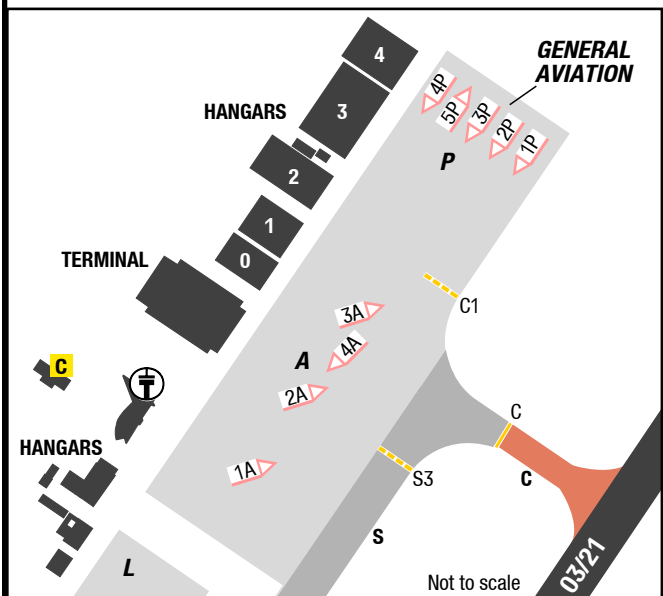 4
GENERAL
AVIATION
HANGARS
3
4P
5P
3P
2P
1P
P
2
1
TERMINAL
0
C1
3A
A
4A
C
2A
C
HANGARS
1A
S3
C
S
L
Not to scale
03/21